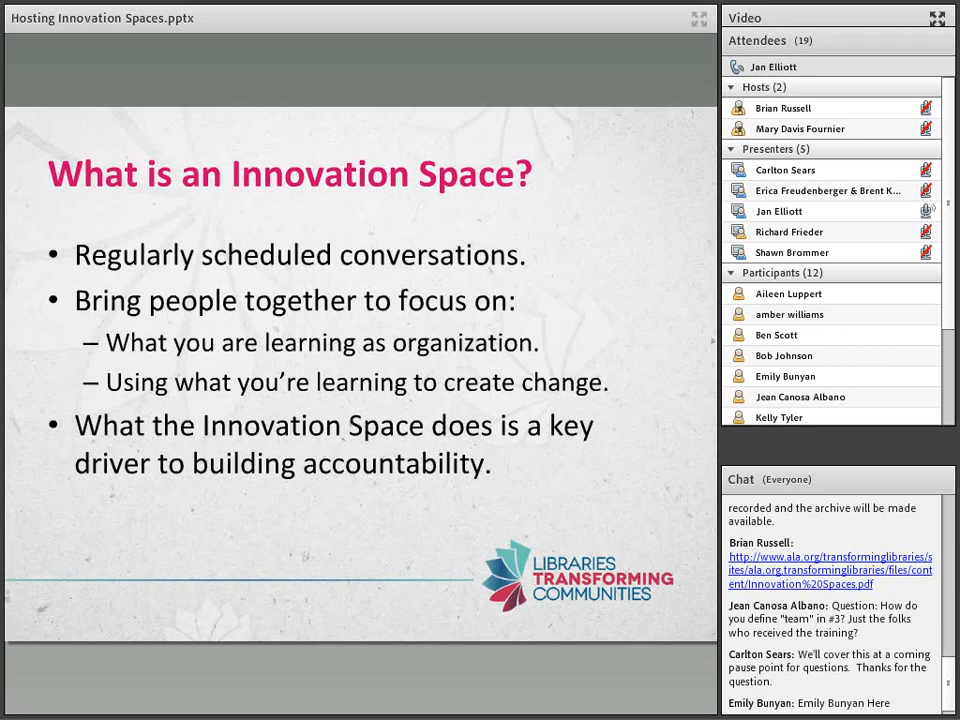 Hosting Innovation Spaces.pptx
What is an Innovation Space?
• Regularly scheduled conversations.
• Bring people together to focus on:
– What you are learning as organization.
– Using what you’re learning to create change.
• What the Innovation Space does is a key
driver to building accountability.
LIBRARIES
TRANSFORMING
COMMUNITIES
Video
Attendees (19)
Jan Elliott
Hosts (2)
Brian Russell
Mary Davis Fournier
Presenters (5)
Carlton Sears
Erica Freudenberger & Brent K...
Jan Elliott
Richard Frieder
Shawn Brommer
Participants (12)
Aileen Luppert
amber williams
Ben Scott
Bob Johnson
Emily Bunyan
Jean Canosa Albano
Kelly Tyler
Chat (Everyone)
recorded and the archive will be made
available.
Brian Russell:
http://www.ala.org/transforminglibraries/s
ites/ala.org.transforminglibraries/files/cont
ent/Innovation%20Spaces.pdf
Jean Canosa Albano: Question: How do
you define "team" in #3? Just the folks
who received the training?
Carlton Sears: We'll cover this at a coming
pause point for questions.  Thanks for the
question.
Emily Bunyan: Emily Bunyan Here